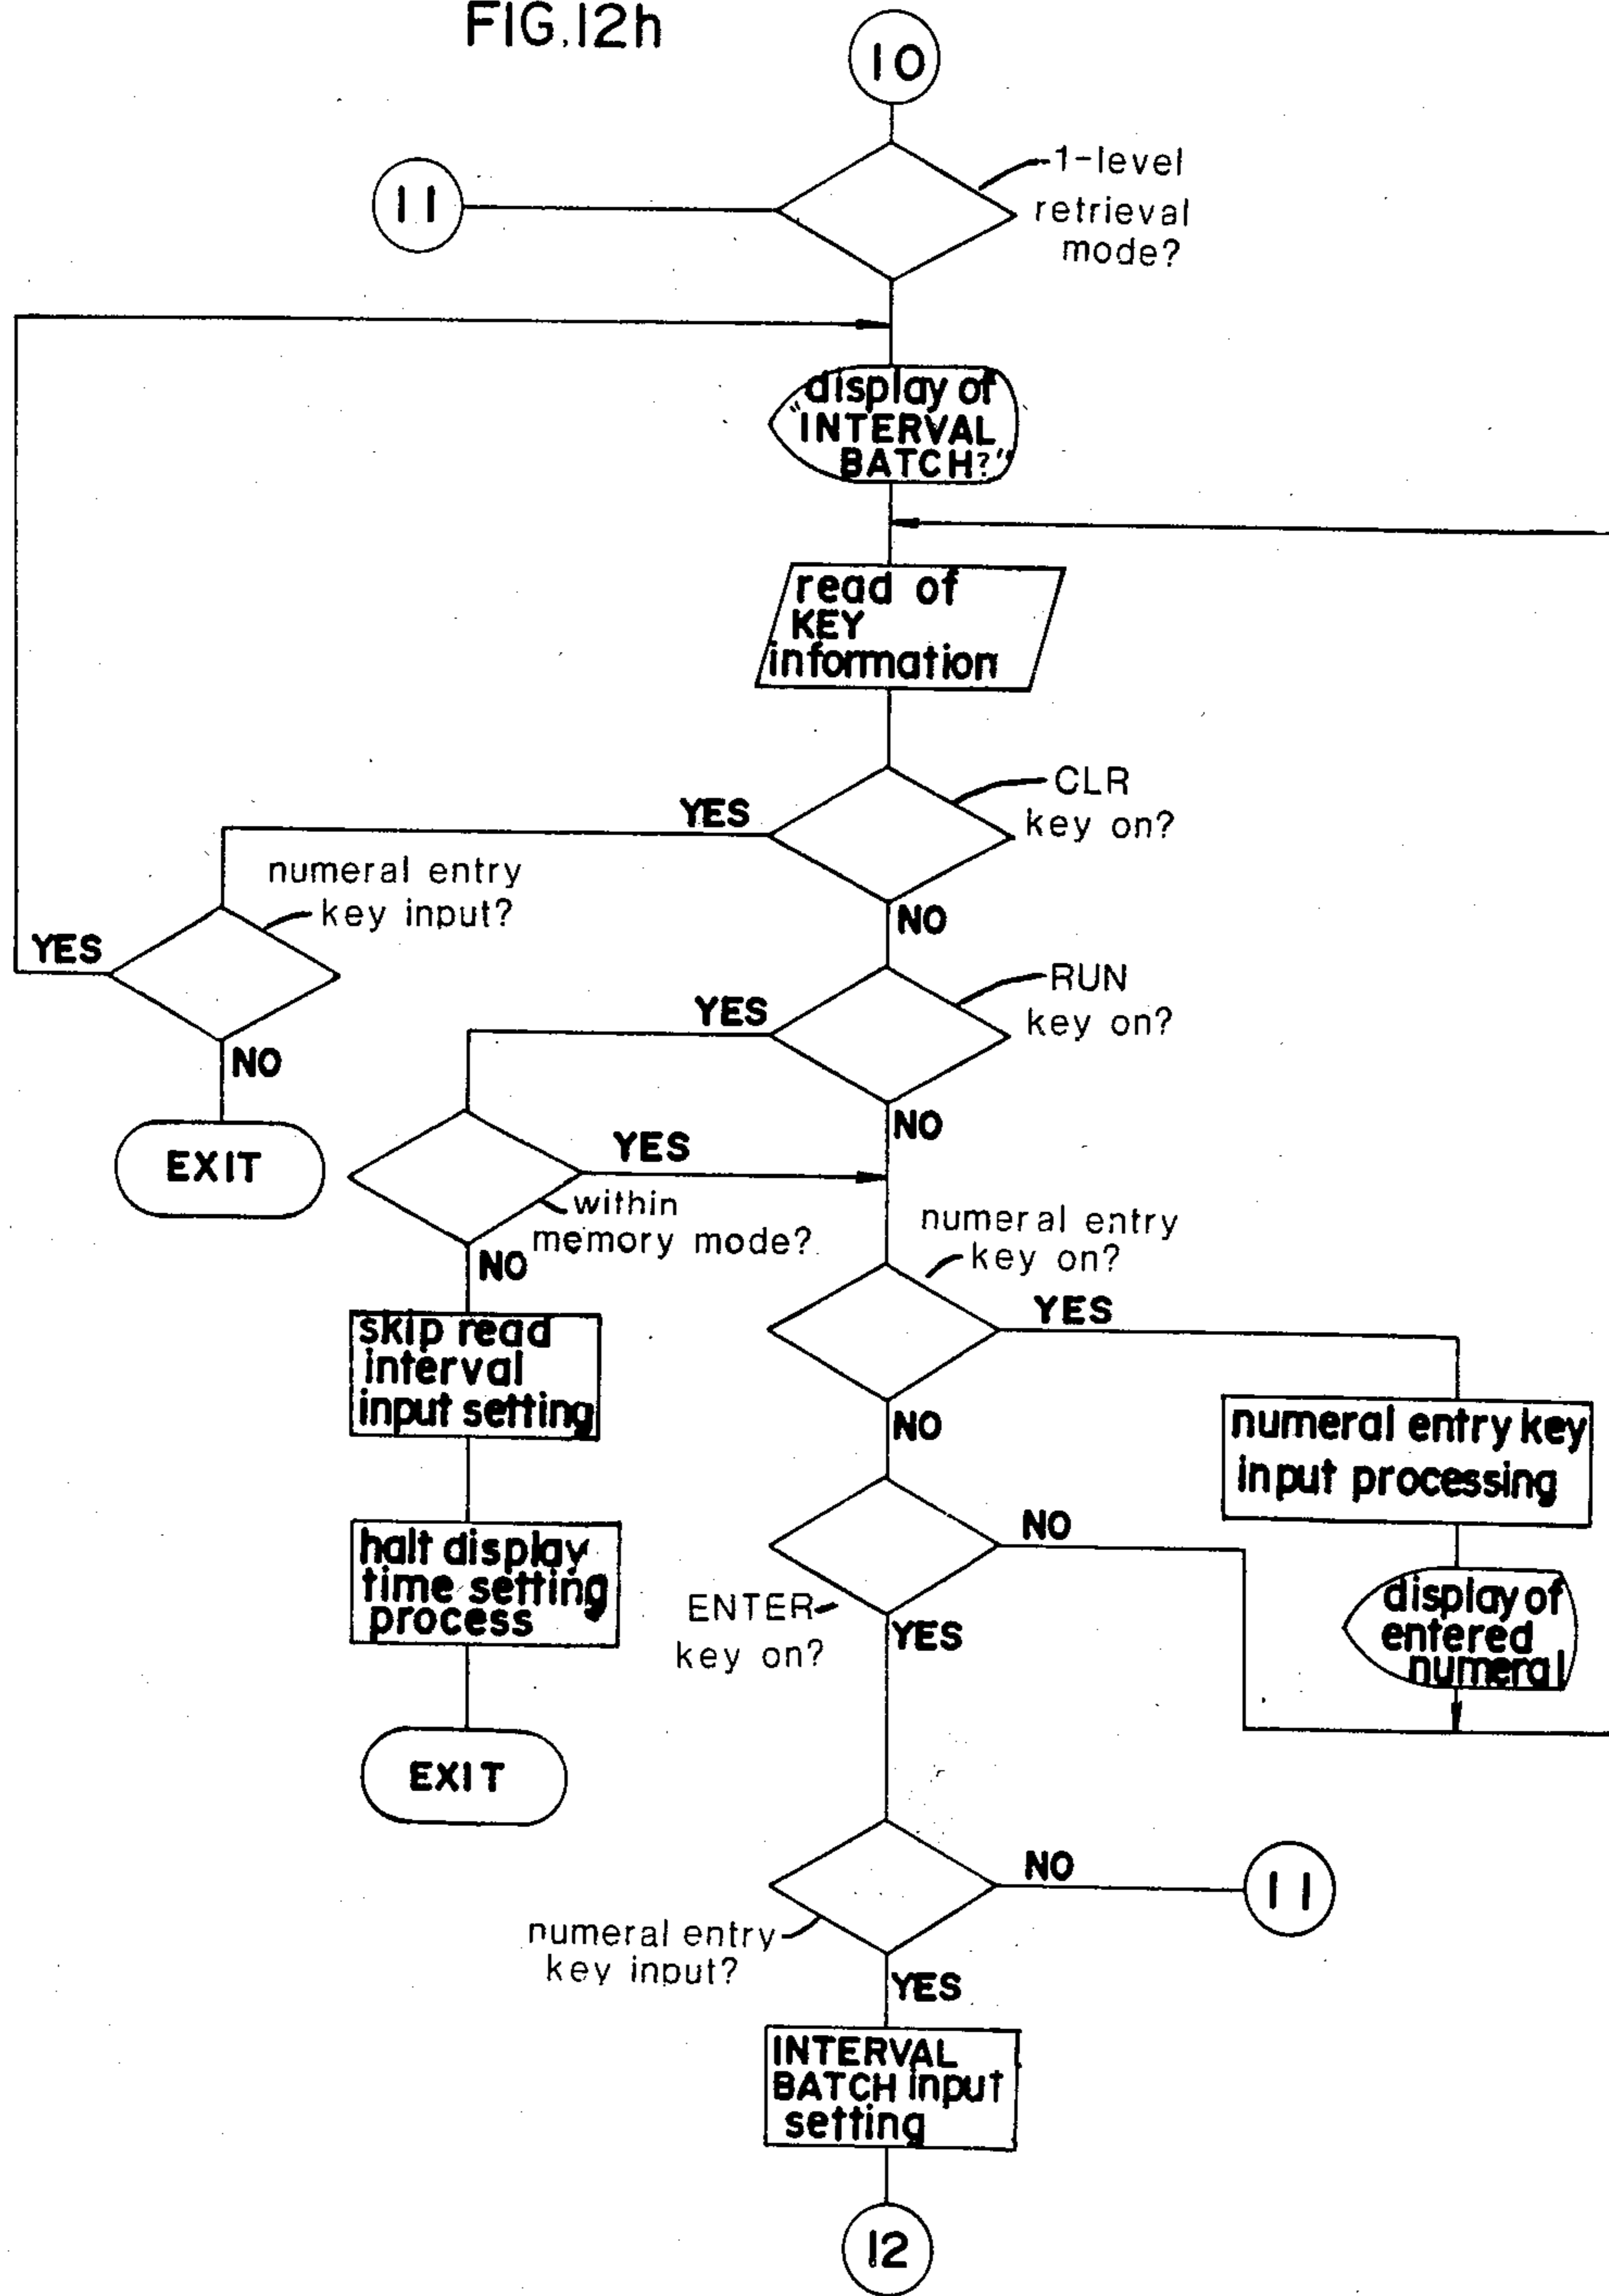 FIG.12h
10
11
1-level
retrieval
mode?
display of
"INTERVAL
BATCH?"
read of
KEY
information
CLR
key on?
YES
NO
numeral entry
key input?
YES
NO
EXIT
RUN
key on?
YES
NO
YES
within
memory mode?
NO
skip read
interval
input setting
halt display
time setting
process
EXIT
numeral entry
key on?
YES
NO
numeral entry key
input processing
display of
entered
numeral
NO
ENTER
key on?
YES
NO
11
numeral entry
key input?
YES
INTERVAL
BATCH input
setting
12